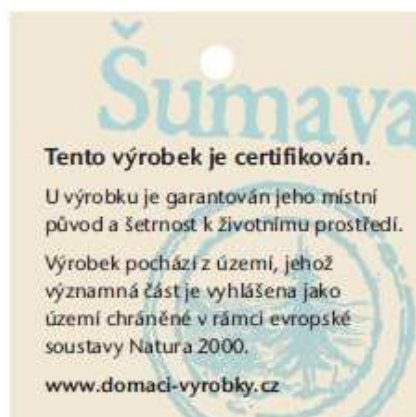 Šumava
Tento výrobek je certifikován.
U výrobku je garantován jeho místní
původ a šetrnost k životnímu prostředí.
Výrobek pochází z území, jehož
významná část je vyhlášena jako
území chráněné v rámci evropské
soustavy Natura 2000.
www.domaci-vyrobky.cz